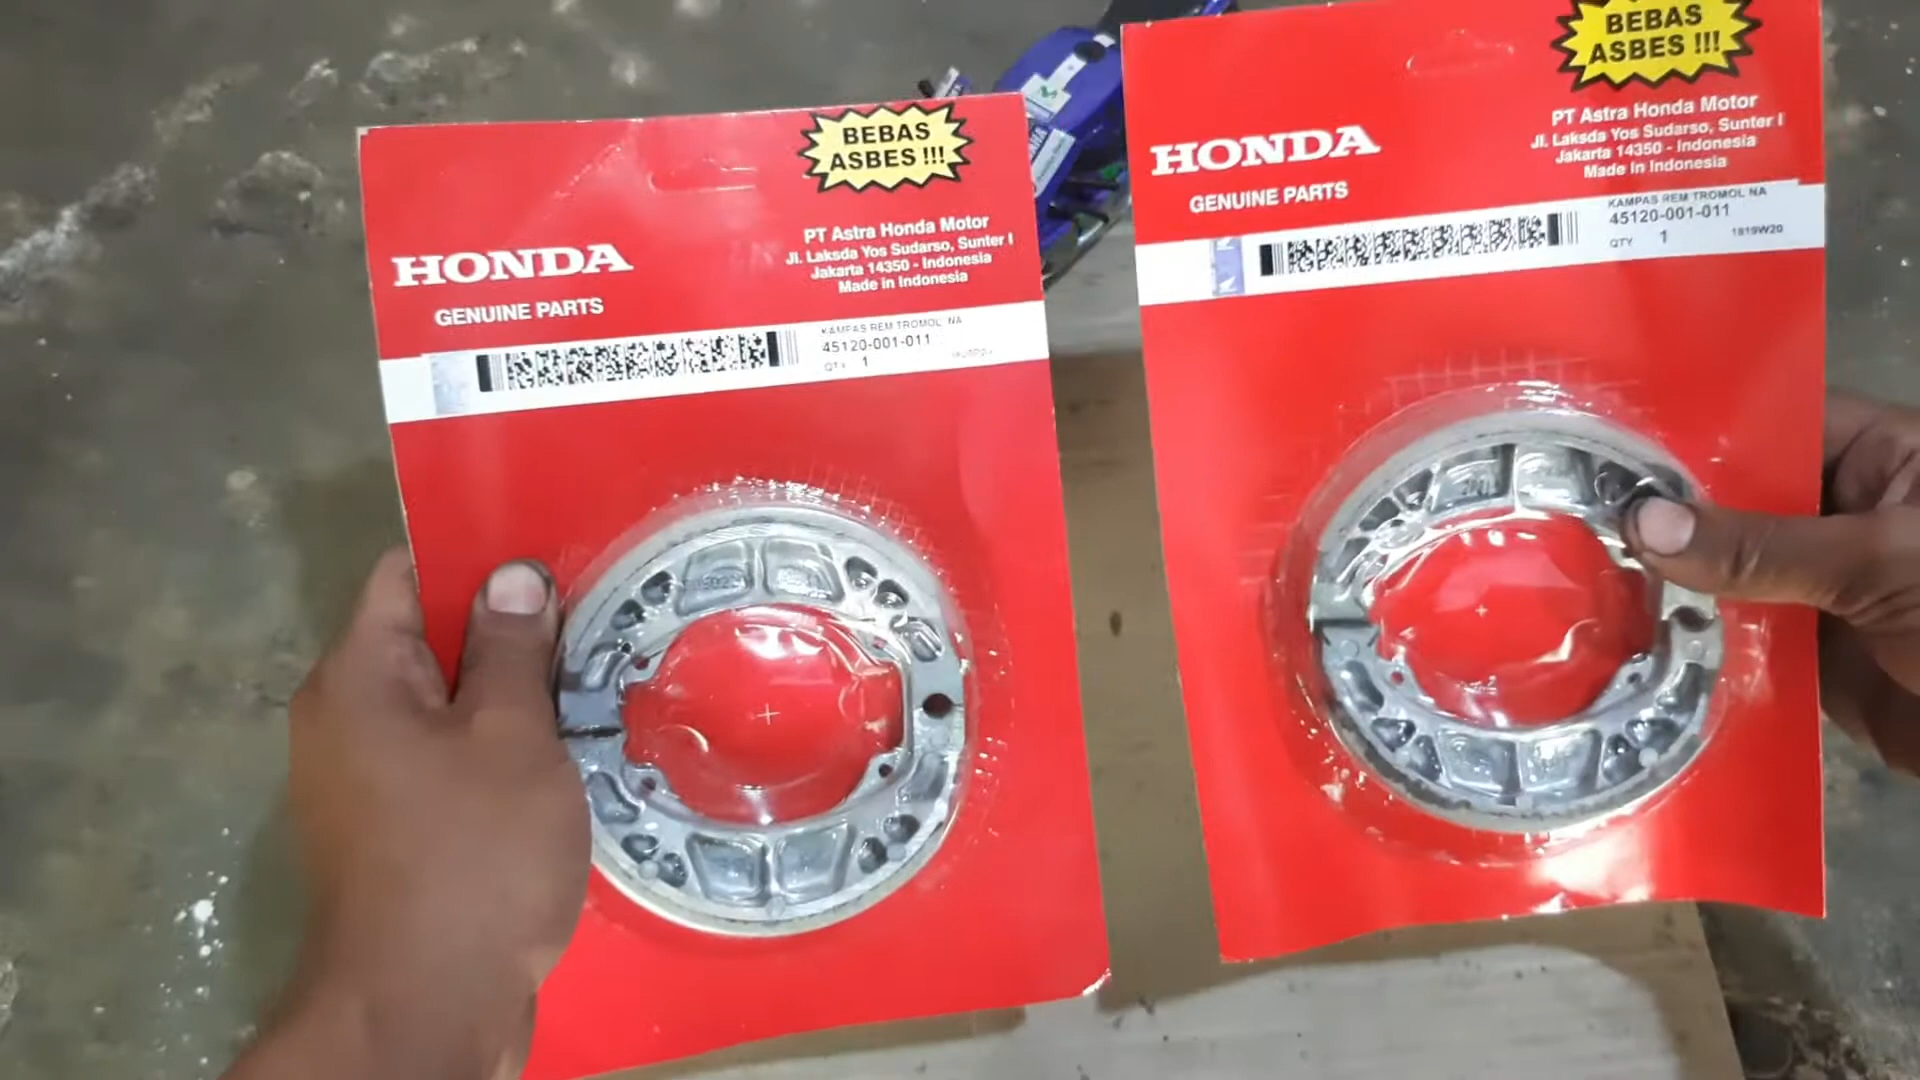 BEBAS
ASBES !!!
PT Astra Honda Motor
Jl. Laksda Yos Sudarso, Sunter I
Jakarta 14350 - Indonesia
Made in Indonesia
HONDA
GENUINE PARTS
KAMPAS REM TROMOL NA
45120-001-011
QTY 1
BEBAS
ASBES !!!
PT Astra Honda Motor
Jl. Laksda Yos Sudarso, Sunter I
Jakarta 14350 - Indonesia
Made in Indonesia
HONDA
GENUINE PARTS
KAMPAS REM TROMOL NA
45120-001-011
QTY 1
1819W20